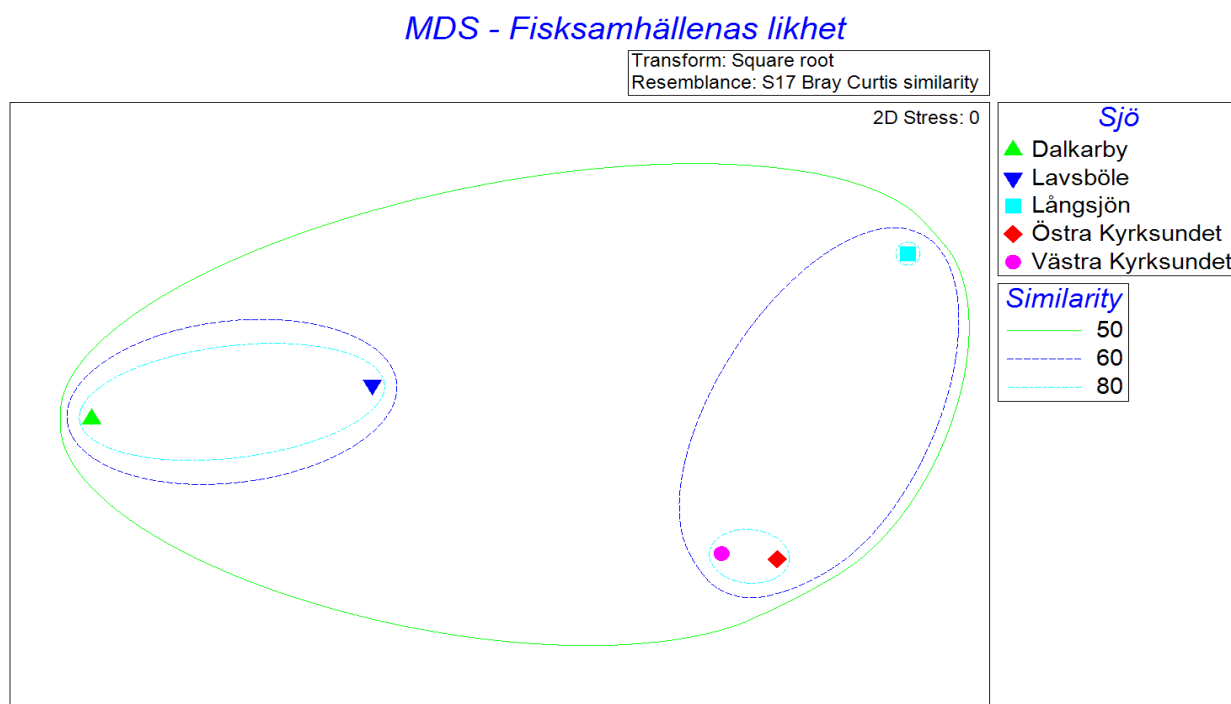 MDS - Fisksamhällenas likhet
Transform: Square root
Resemblance: S17 Bray Curtis similarity
2D Stress: 0
Sjö
Dalkarby
Lavsböle
Långsjön
Östra Kyrksundet
Västra Kyrksundet
Similarity
50
60
80